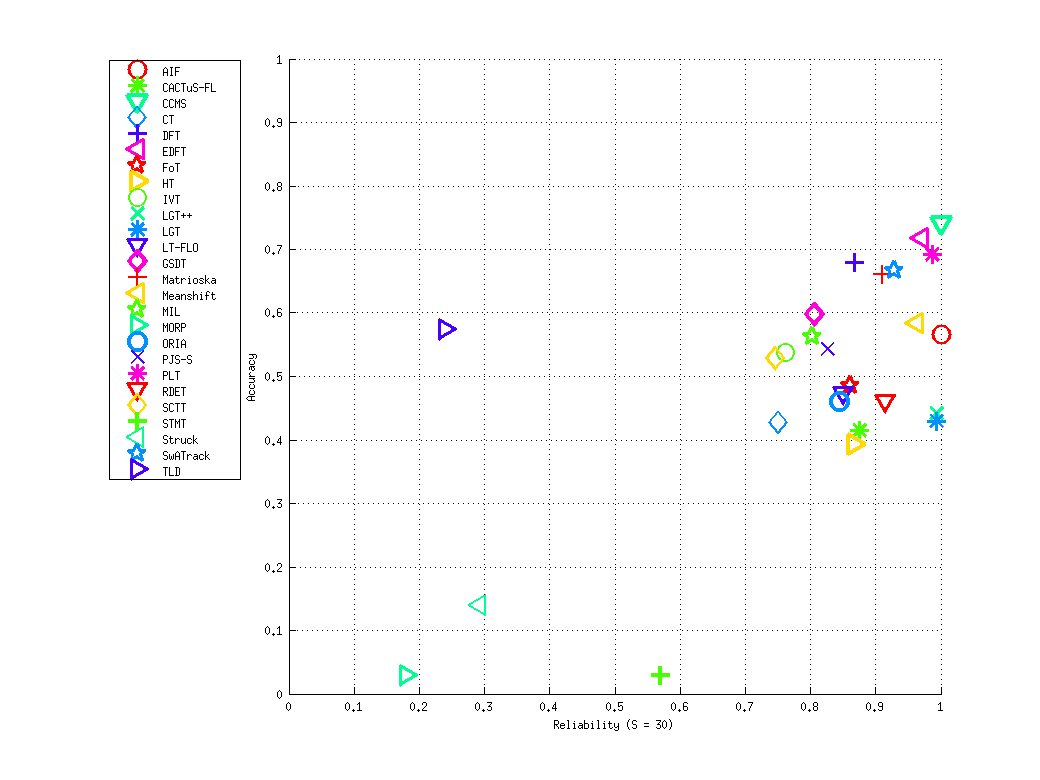 AIF
CACTuS-FL
CCMS
CT
DFT
EDFT
FoT
HT
IVT
LGT++
LGT
LT-FLO
GSDT
Matrioska
Meanshift
MIL
MORP
ORIA
PJS-S
PLT
RDET
SCTT
STMT
Struck
SwATrack
TLD
1
0.9
0.8
0.7
0.6
0.5
0.4
0.3
0.2
0.1
0
Accuracy
0 0.1 0.2 0.3 0.4 0.5 0.6 0.7 0.8 0.9 1
Reliability (S = 30)